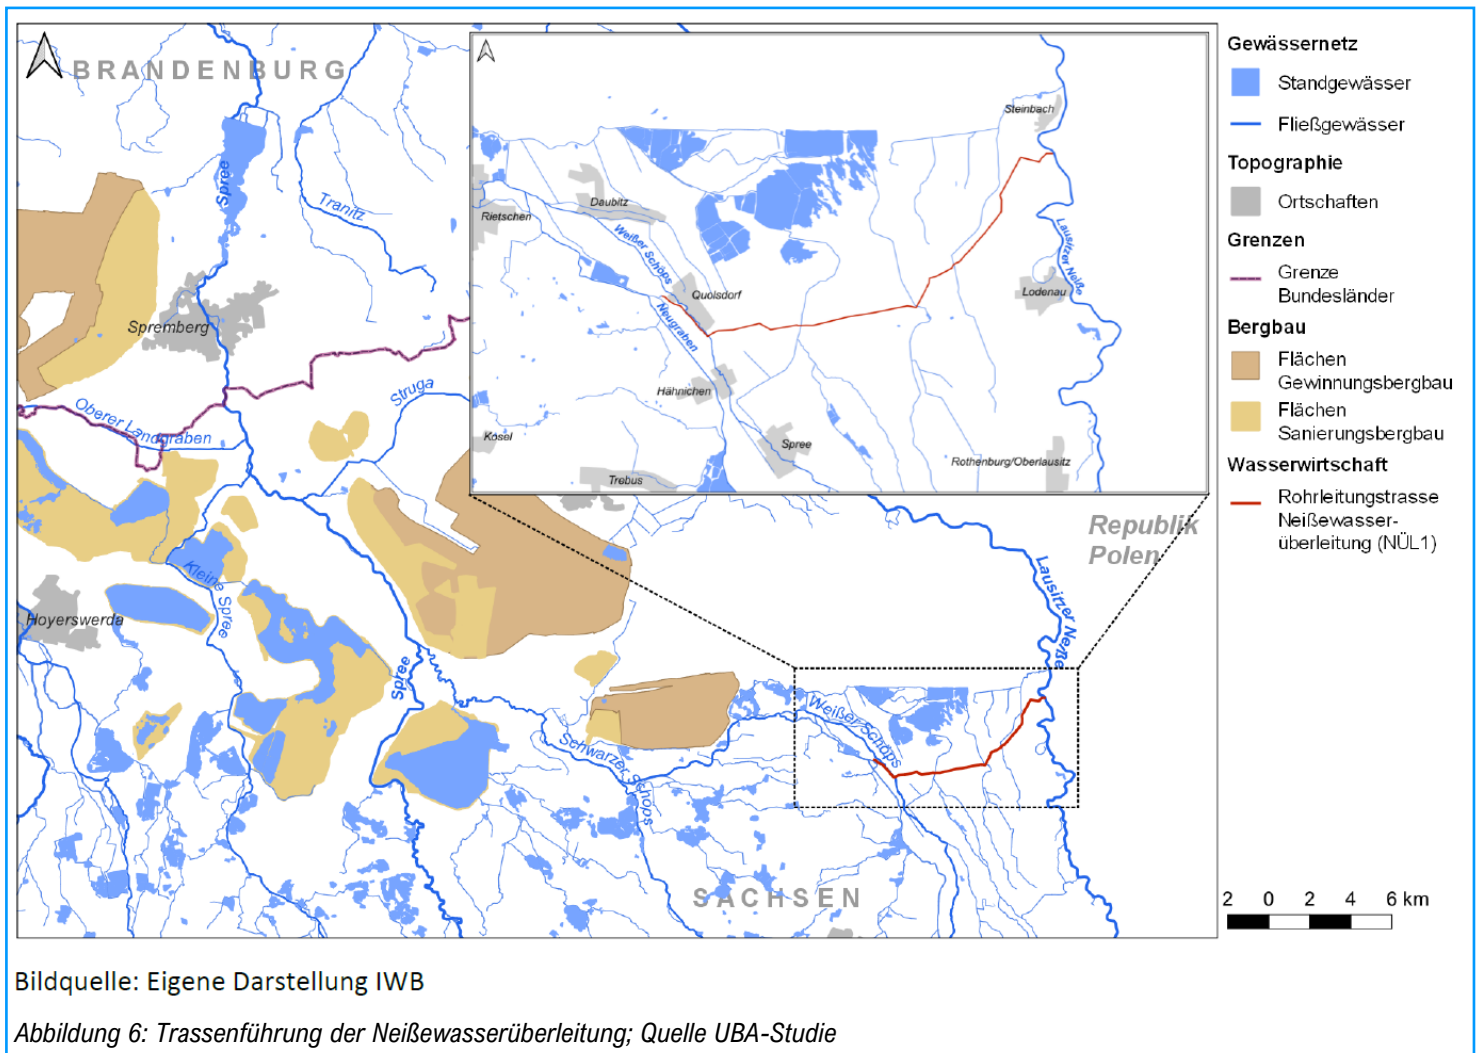 BRANDENBURG
Spree
Tranitz
Spremberg
Struga
Oberer Landgraben
Kleine Spree
Hoyerswerda
Spree
Schwarzer Schöps
Weißer Schöps
Lausitzer Neiße
Republik
Polen
SACHSEN
Steinbach
Daubitz
Rietschen
Weißer Schöps
Quolsdorf
Neugraben
Lausitzer Neiße
Lodenau
Hähnichen
Kosel
Spree
Trebus
Rothenburg/Oberlausitz
Gewässernetz
Standgewässer
Fließgewässer
Topographie
Ortschaften
Grenzen
Grenze
Bundesländer
Bergbau
Flächen
Gewinnungsbergbau
Flächen
Sanierungsbergbau
Wasserwirtschaft
Rohrleitungstrasse
Neißewasser-
überleitung (NÜL1)
2 0 2 4 6 km
Bildquelle: Eigene Darstellung IWB
Abbildung 6: Trassenführung der Neißewasserüberleitung; Quelle UBA-Studie